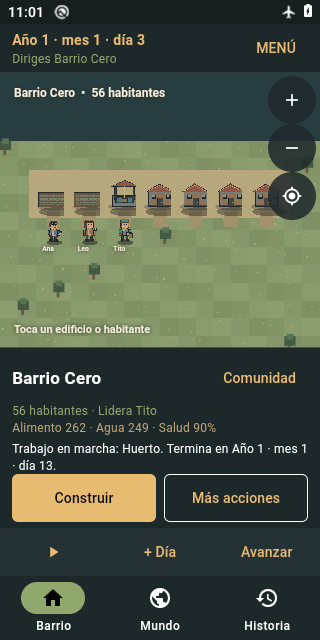 11:01
Año 1 · mes 1 · día 3
Diriges Barrio Cero
MENÚ
Barrio Cero • 56 habitantes
+
−
Ana
Leo
Tito
Toca un edificio o habitante
Barrio Cero
Comunidad
56 habitantes · Lidera Tito
Alimento 262 · Agua 249 · Salud 90%
Trabajo en marcha: Huerto. Termina en Año 1 · mes 1
· día 13.
Construir
Más acciones
+ Día
Avanzar
Barrio
Mundo
Historia